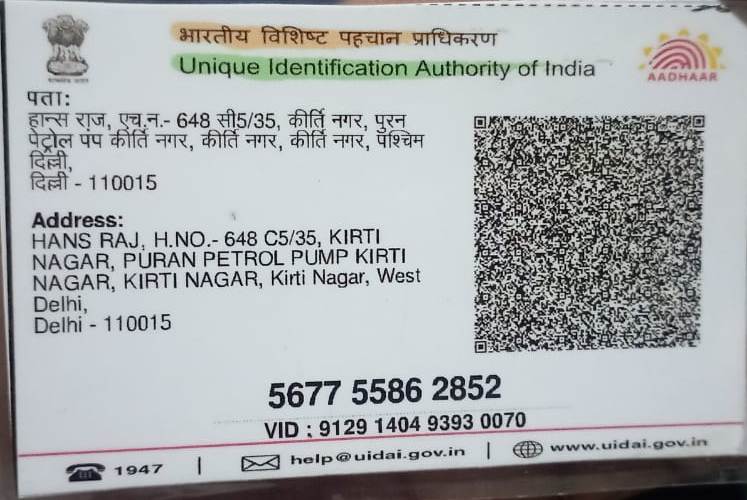 भारतीय विशिष्ट पहचान प्राधिकरण
Unique Identification Authority of India
AADHAAR
पता:
हान्स राज, एच.न.- 648 सी5/35, कीर्ति नगर, पुरन
पेट्रोल पंप कीर्ति नगर, कीर्ति नगर, कीर्ति नगर, पश्चिम
दिल्ली,
दिल्ली - 110015
Address:
HANS RAJ, H.NO.- 648 C5/35, KIRTI
NAGAR, PURAN PETROL PUMP KIRTI
NAGAR, KIRTI NAGAR, Kirti Nagar, West
Delhi,
Delhi - 110015
5677 5586 2852
VID : 9129 1404 9393 0070
1947 | help@uidai.gov.in | www.uidai.gov.in